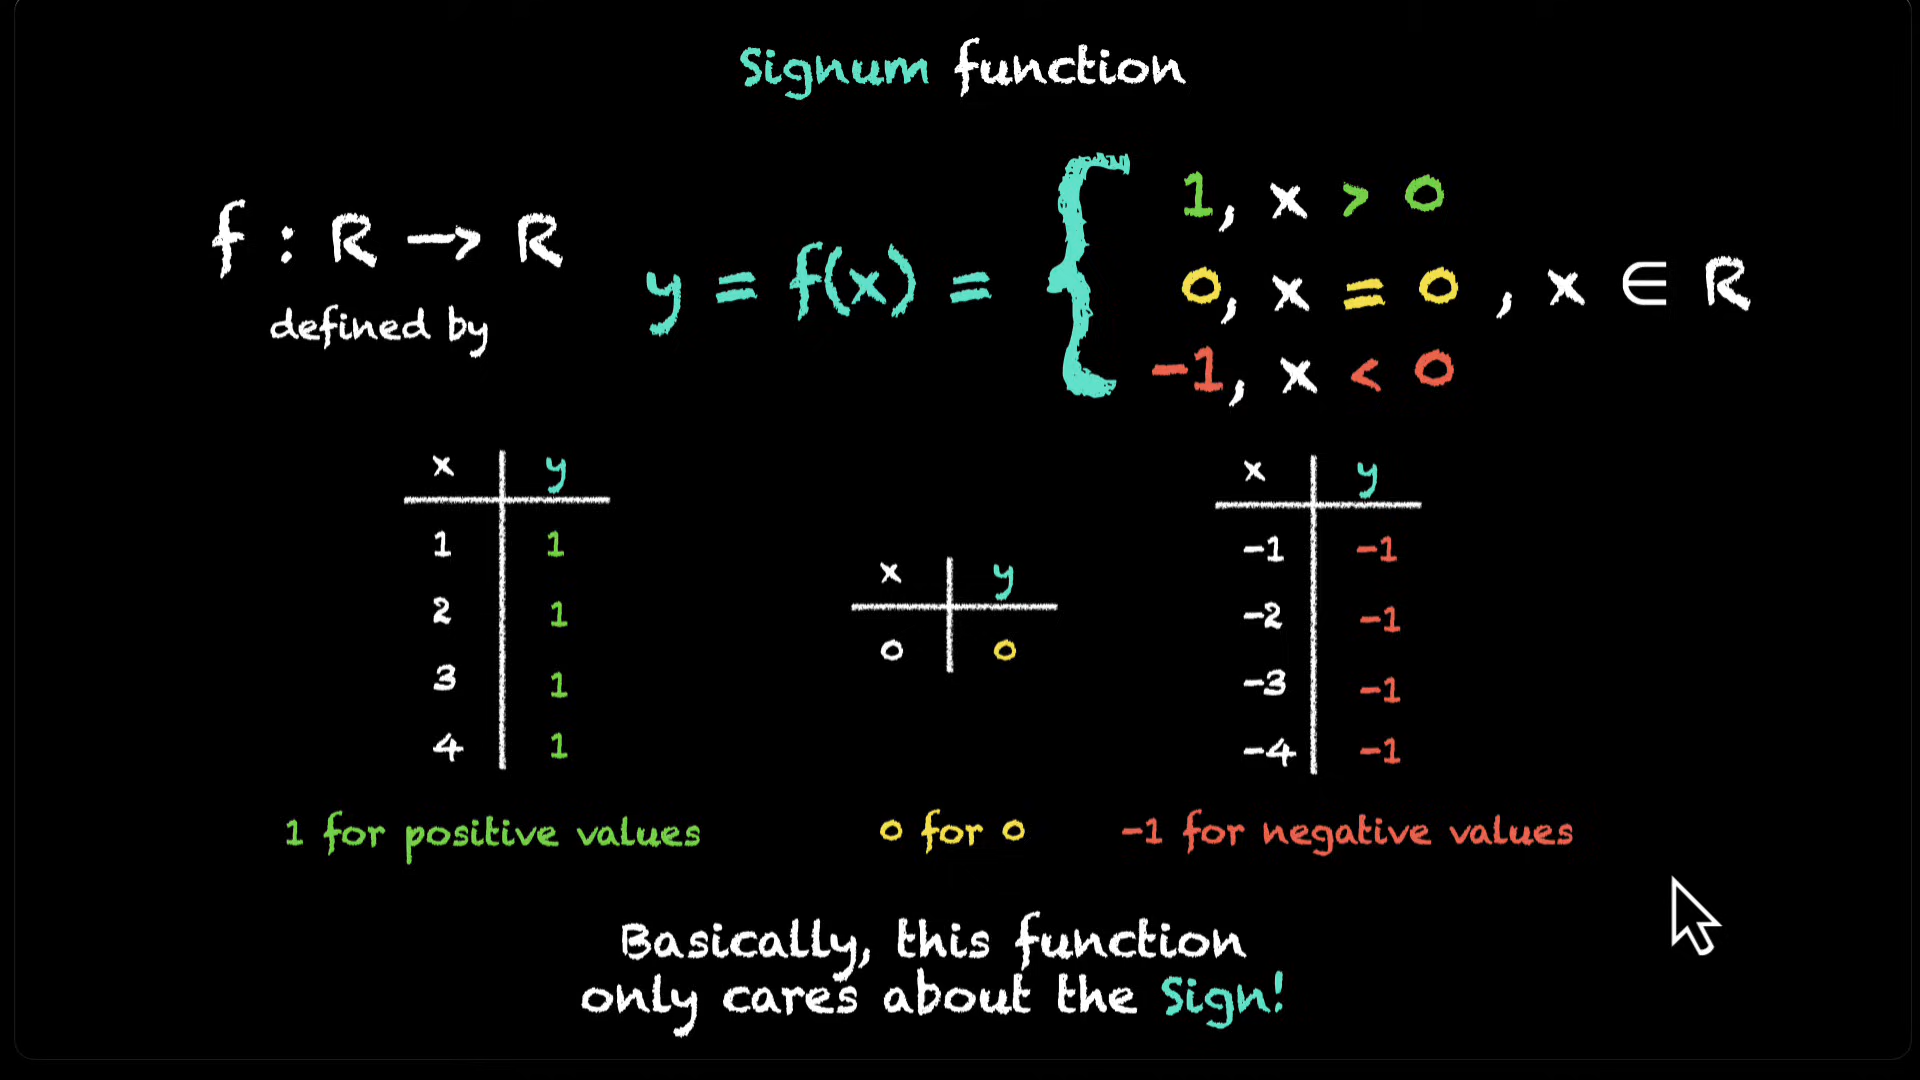 Signum function
f : R → R
defined by
y = f(x) = {
1, x > 0
0, x = 0 , x ∈ R
-1, x < 0
x y
1 1
2 1
3 1
4 1
1 for positive values
x y
0 0
0 for 0
x y
-1 -1
-2 -1
-3 -1
-4 -1
-1 for negative values
Basically, this function
only cares about the Sign!